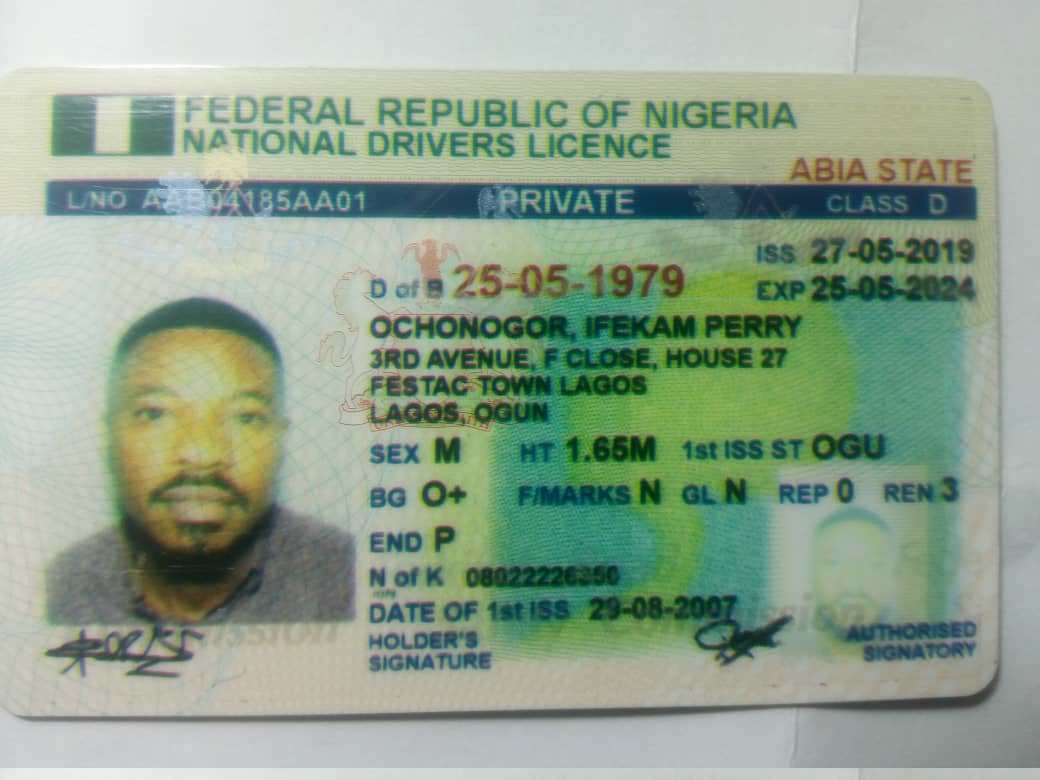 FEDERAL REPUBLIC OF NIGERIA
NATIONAL DRIVERS LICENCE
ABIA STATE
L/NO AAB04185AA01 PRIVATE CLASS D
ISS 27-05-2019
D of B 25-05-1979 EXP 25-05-2024
OCHONOGOR, IFEKAM PERRY
3RD AVENUE, F CLOSE, HOUSE 27
FESTAC TOWN LAGOS
LAGOS, OGUN
SEX M HT 1.65M 1st ISS ST OGU
BG O+ F/MARKS N GL N REP 0 REN 3
END P
N of K
DATE OF 1st ISS 29-08-2007
HOLDER'S
SIGNATURE
AUTHORISED
SIGNATORY